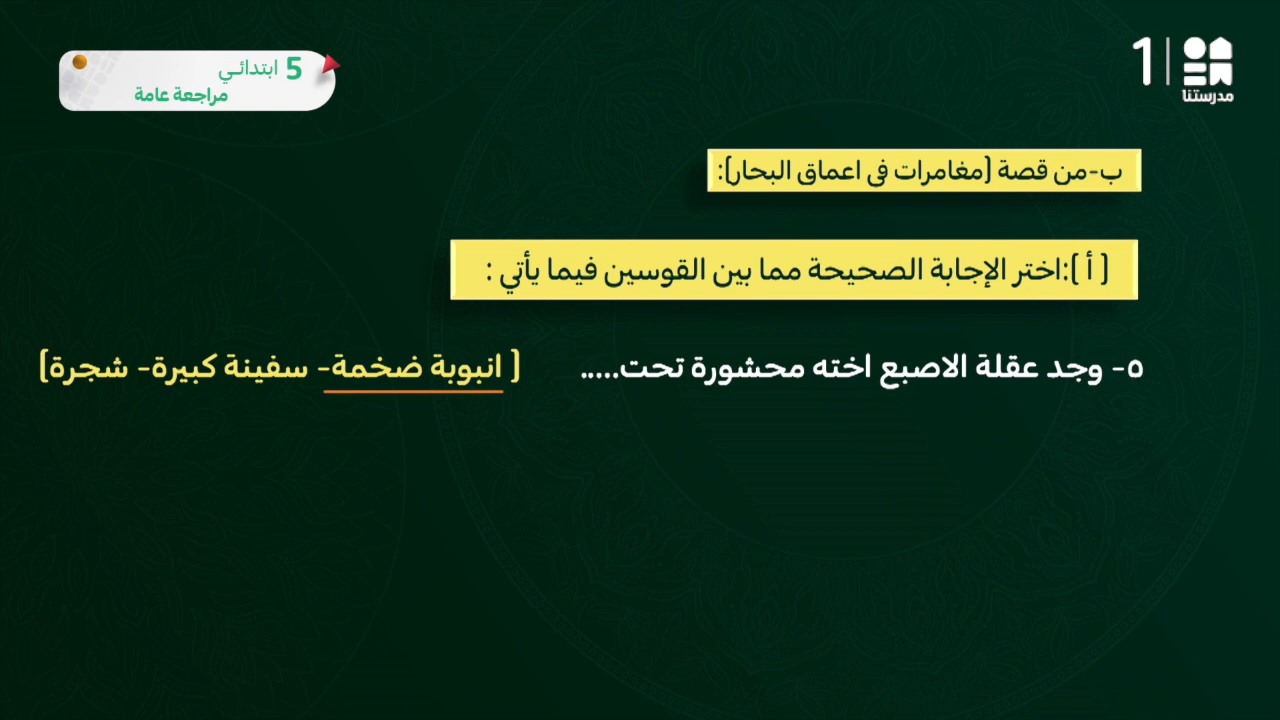 5 ابتدائي
مراجعة عامة
1
مدرستنا
ب-من قصة (مغامرات في اعماق البحار):
( أ ):اختر الإجابة الصحيحة مما بين القوسين فيما يأتي :
٥- وجد عقلة الاصبع اخته محشورة تحت..... ( انبوبة ضخمة- سفينة كبيرة- شجرة)